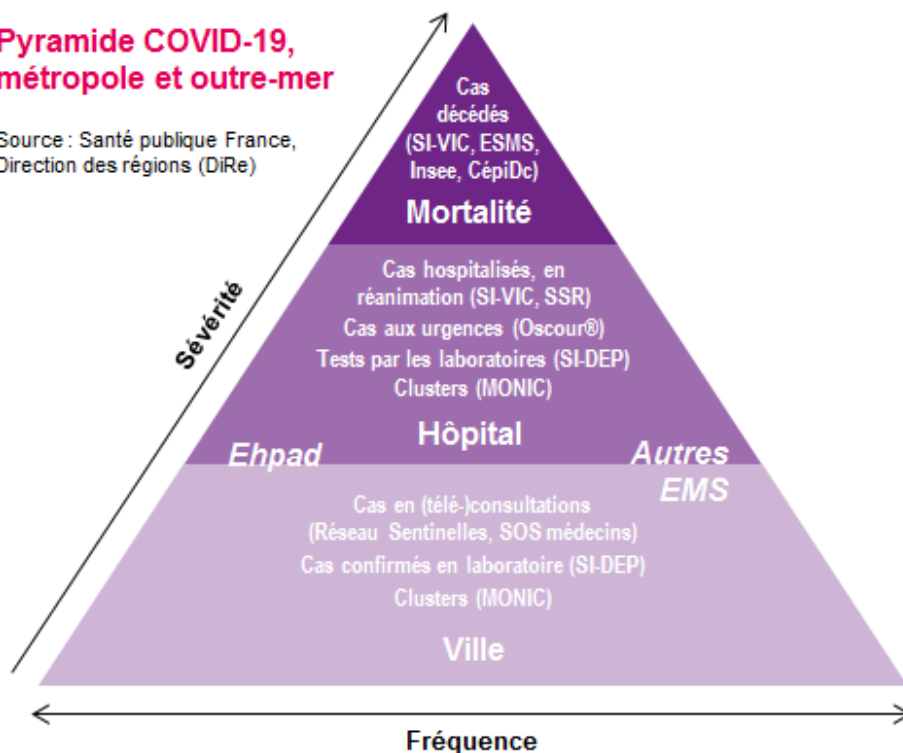 Pyramide COVID-19,
métropole et outre-mer
Source : Santé publique France,
Direction des régions (DiRe)
Sévérité
Cas
décédés
(SI-VIC, ESMS,
Insee, CépiDc)
Mortalité
Cas hospitalisés, en
réanimation (SI-VIC, SSR)
Cas aux urgences (Oscour®)
Tests par les laboratoires (SI-DEP)
Clusters (MONIC)
Hôpital
Ehpad
Autres
EMS
Cas en (télé-)consultations
(Réseau Sentinelles, SOS médecins)
Cas confirmés en laboratoire (SI-DEP)
Clusters (MONIC)
Ville
Fréquence